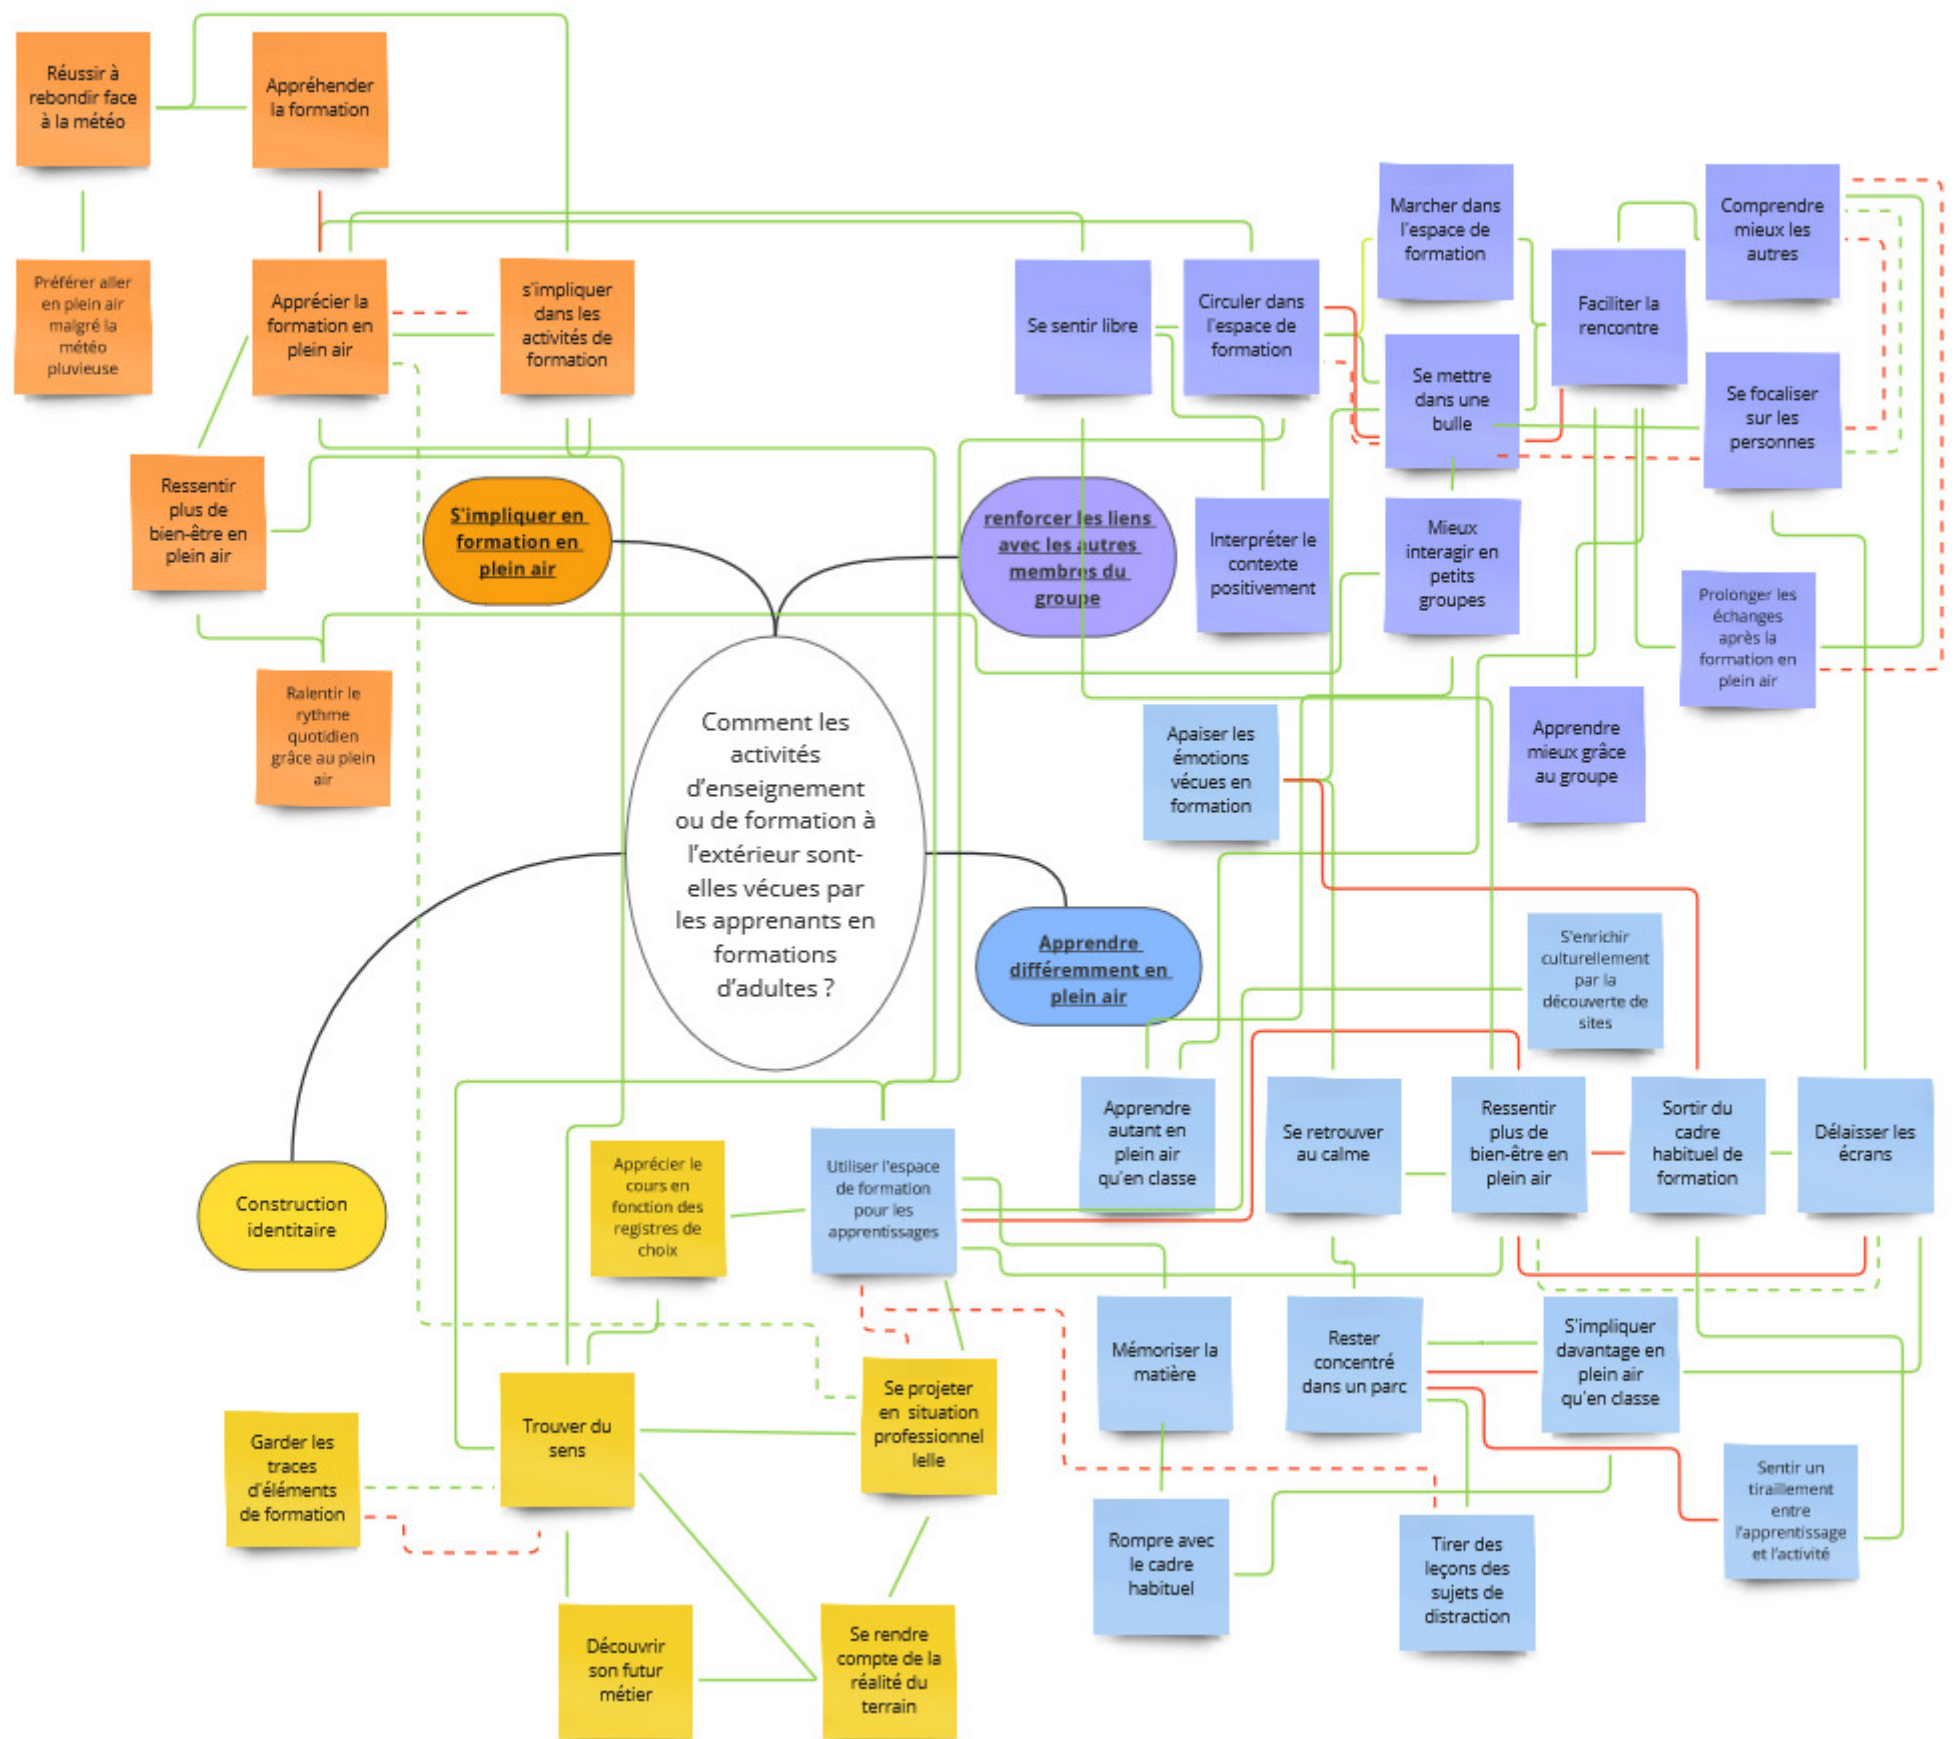 Réussir à
rebondir face
à la météo
Appréhender
la formation
Préférer aller
en plein air
malgré la
météo
pluvieuse
Apprécier la
formation en
plein air
s'impliquer
dans les
activités de
formation
Ressentir
plus de
bien-être en
plein air
Ralentir le
rythme
quotidien
grâce au plein
air
S'impliquer en
formation en
plein air
renforcer les liens
avec les autres
membres du
groupe
Se sentir libre
Circuler dans
l'espace de
formation
Marcher dans
l'espace de
formation
Se mettre
dans une
bulle
Faciliter la
rencontre
Comprendre
mieux les
autres
Se focaliser
sur les
personnes
Interpréter le
contexte
positivement
Mieux
interagir en
petits
groupes
Prolonger les
échanges
après la
formation en
plein air
Apprendre
mieux grâce
au groupe
Comment les
activités
d'enseignement
ou de formation à
l'extérieur sont-
elles vécues par
les apprenants en
formations
d'adultes ?
Apaiser les
émotions
vécues en
formation
Apprendre
différemment en
plein air
S'enrichir
culturellement
par la
découverte de
sites
Apprendre
autant en
plein air
qu'en classe
Se retrouver
au calme
Ressentir
plus de
bien-être en
plein air
Sortir du
cadre
habituel de
formation
Délaisser les
écrans
Construction
identitaire
Apprécier le
cours en
fonction des
registres de
choix
Utiliser l'espace
de formation
pour les
apprentissages
Mémoriser la
matière
Rester
concentré
dans un parc
S'impliquer
davantage en
plein air
qu'en classe
Garder les
traces
d'éléments
de formation
Trouver du
sens
Se projeter
en situation
professionnel
lelle
Rompre avec
le cadre
habituel
Tirer des
leçons des
sujets de
distraction
Sentir un
tiraillement
entre
l'apprentissage
et l'activité
Découvrir
son futur
métier
Se rendre
compte de la
réalité du
terrain